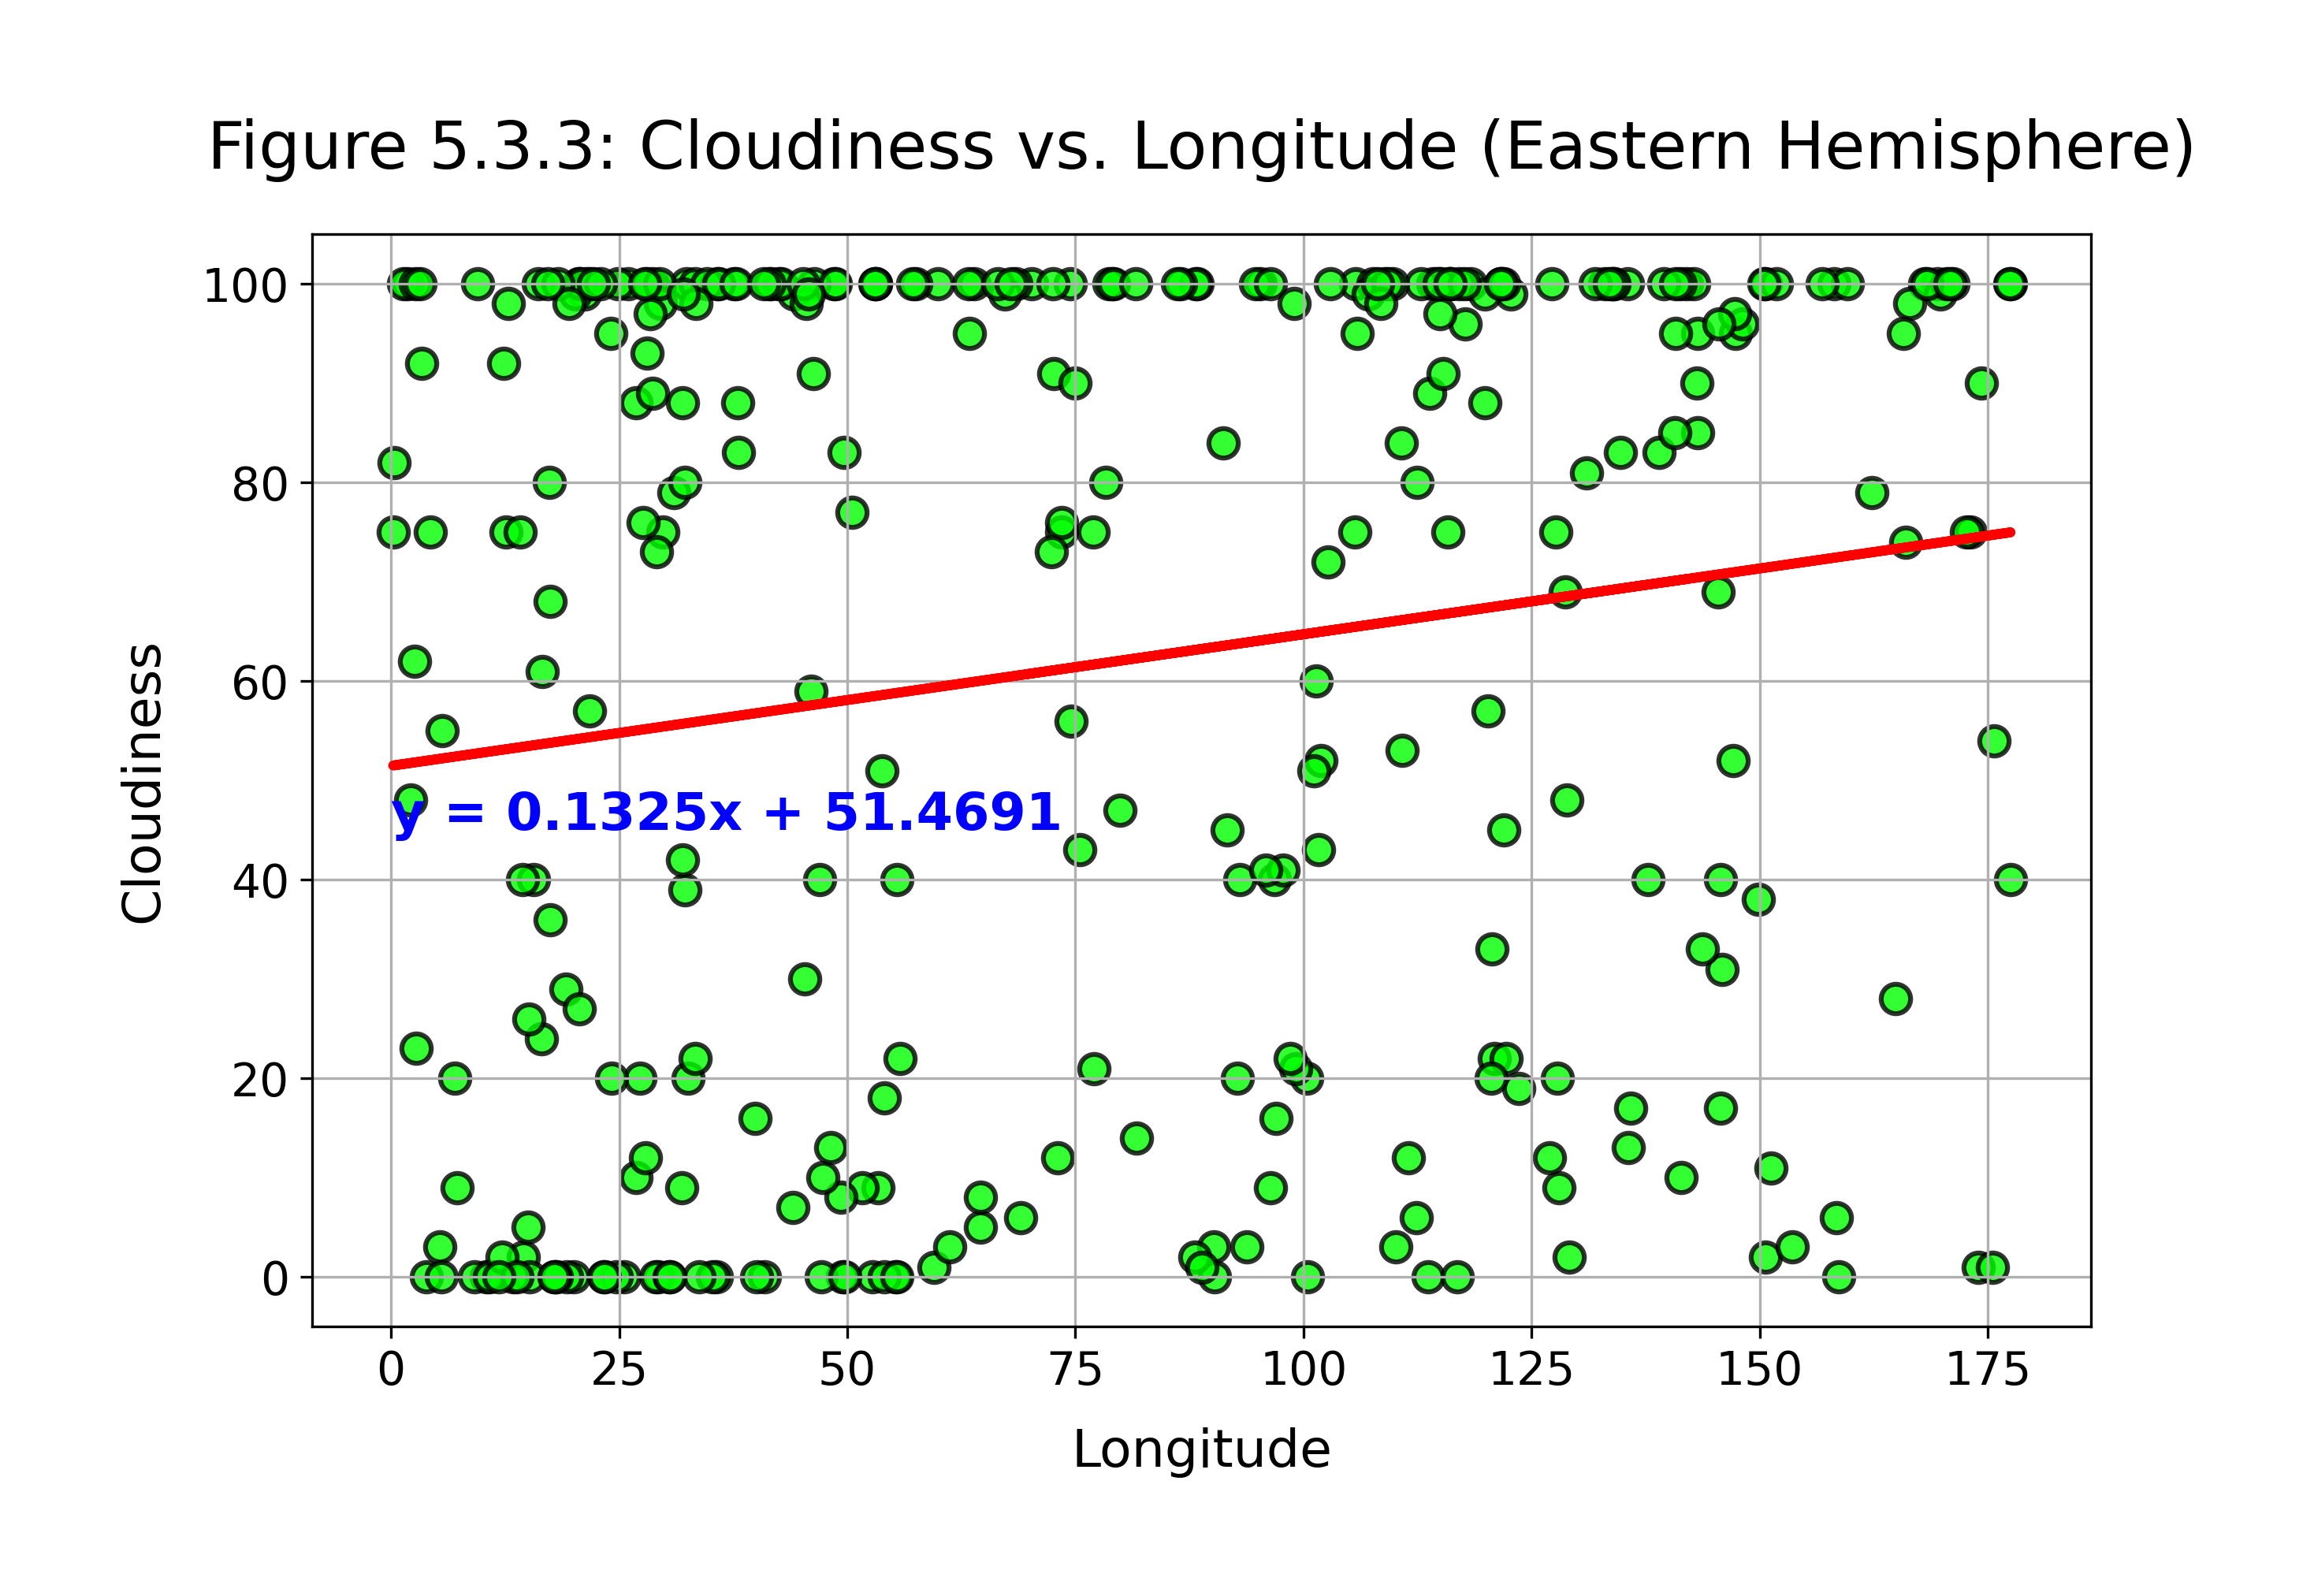 Figure 5.3.3: Cloudiness vs. Longitude (Eastern Hemisphere)
100
80
60
40
20
0
Cloudiness
y = 0.1325x + 51.4691
0 25 50 75 100 125 150 175
Longitude